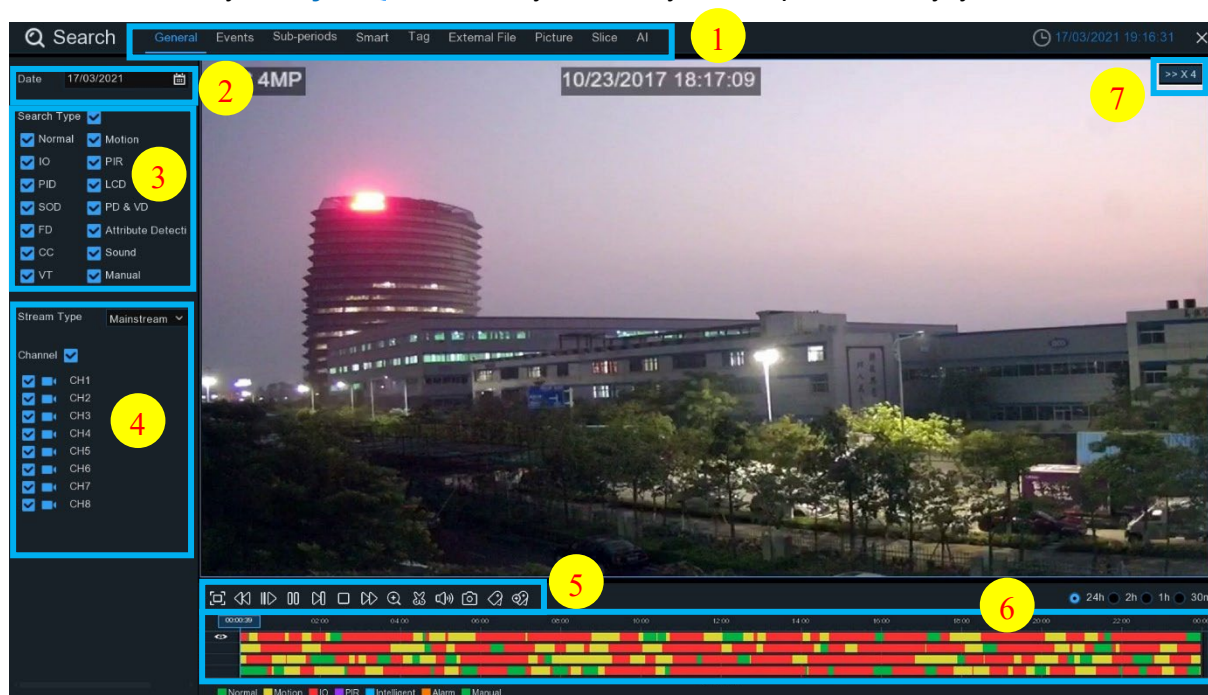 Search General Events Sub-periods Smart Tag External File Picture Slice AI 1 17/03/2021 19:16:31
Date 17/03/2021 2 4MP 10/23/2017 18:17:09 7 >> X 4
Search Type
Normal Motion
IO PIR
PID LCD 3
SOD PD & VD
FD Attribute Detecti
CC Sound
VT Manual
Stream Type Mainstream
Channel
CH1
CH2
CH3
CH4
CH5
CH6
CH7
CH8
4
5
6
24h 2h 1h 30m
00:00:39 02:00 04:00 06:00 08:00 10:00 12:00 14:00 16:00 18:00 20:00 22:00 00:00
Normal Motion IO PIR Intelligent Alarm Manual